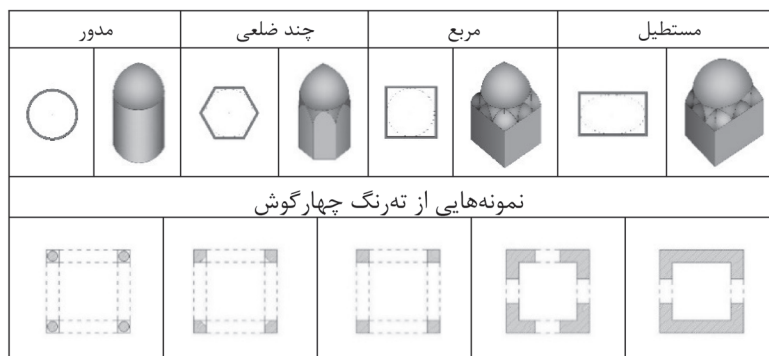 مستطیل
مربع
چند ضلعی
مدور
نمونه‌هایی از ته‌رنگ چهارگوش